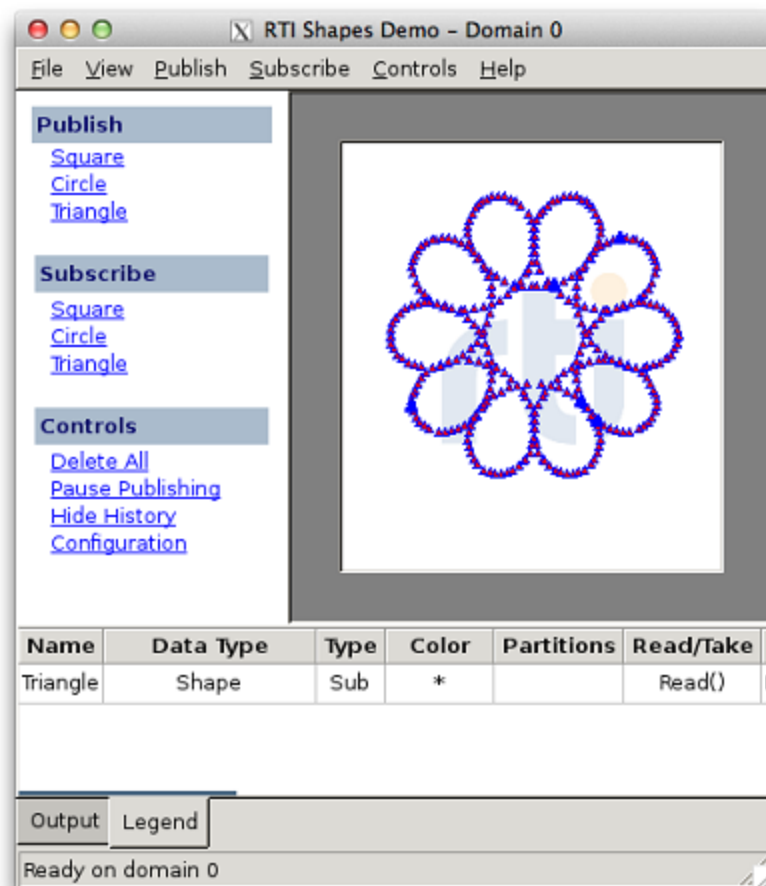 RTI Shapes Demo – Domain 0
File View Publish Subscribe Controls Help
Publish
Square
Circle
Triangle
Subscribe
Square
Circle
Triangle
Controls
Delete All
Pause Publishing
Hide History
Configuration
rti
Name Data Type Type Color Partitions Read/Take
Triangle Shape Sub * Read()
Output Legend
Ready on domain 0